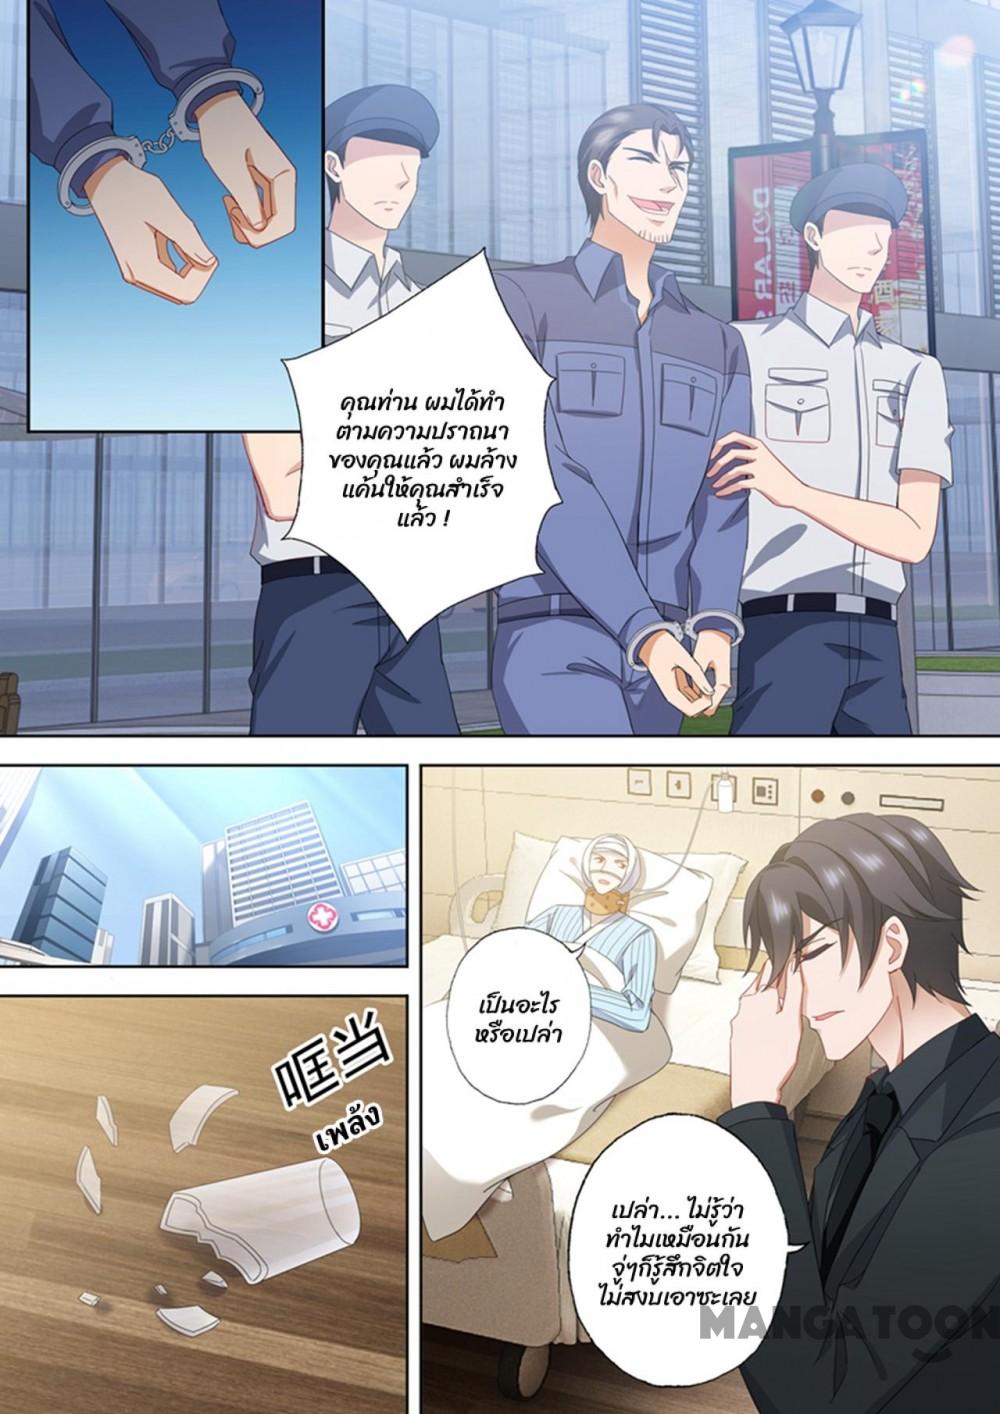 คุณท่าน ผมได้ทำ
ตามความปราถนา
ของคุณแล้ว ผมล้าง
แค้นให้คุณสำเร็จ
แล้ว !
DOLAR S
เป็นอะไร
หรือเปล่า
哐当
เพล้ง
เปล่า... ไม่รู้ว่า
ทำไมเหมือนกัน
จู่ๆก็รู้สึกจิตใจ
ไม่สงบเอาซะเลย
MANGATOON